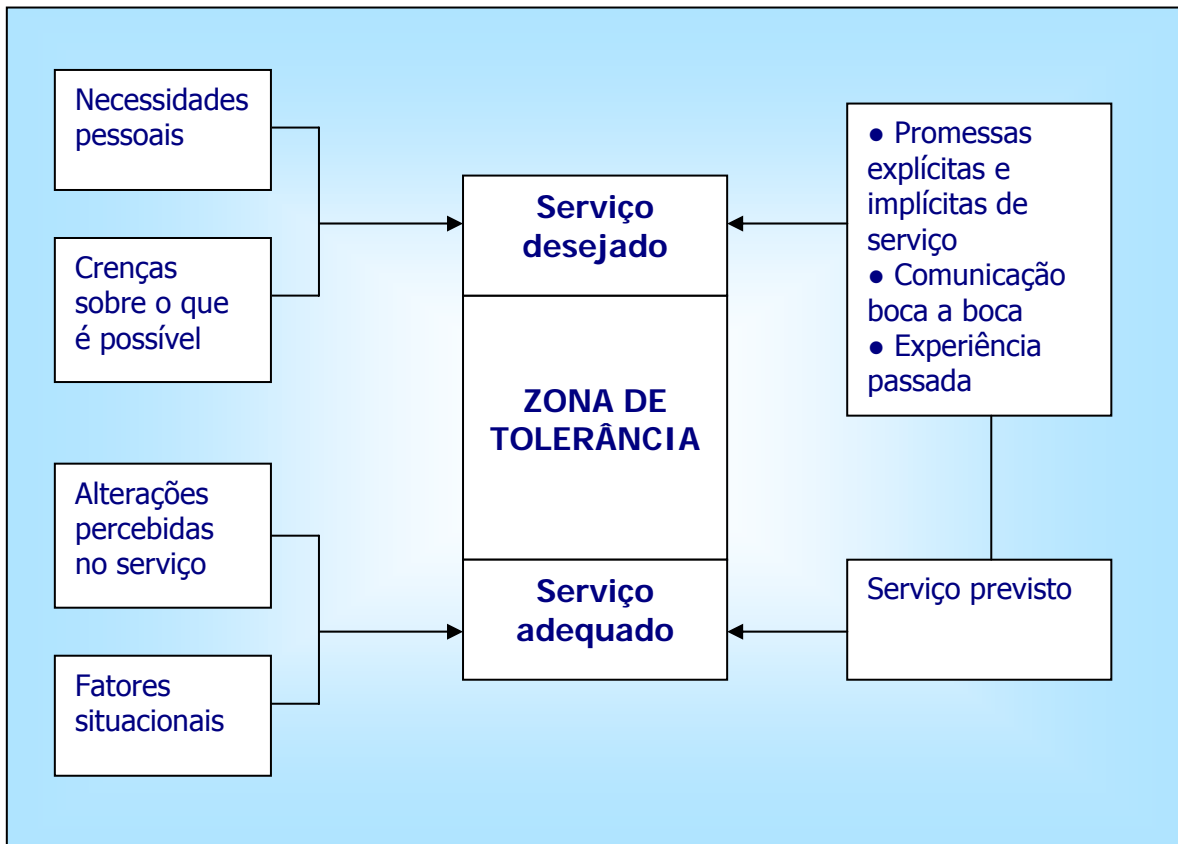 Necessidades
pessoais
Crenças
sobre o que
é possível
Alterações
percebidas
no serviço
Fatores
situacionais
Serviço
desejado
ZONA DE
TOLERÂNCIA
Serviço
adequado
● Promessas
explícitas e
implícitas de
serviço
● Comunicação
boca a boca
● Experiência
passada
Serviço previsto